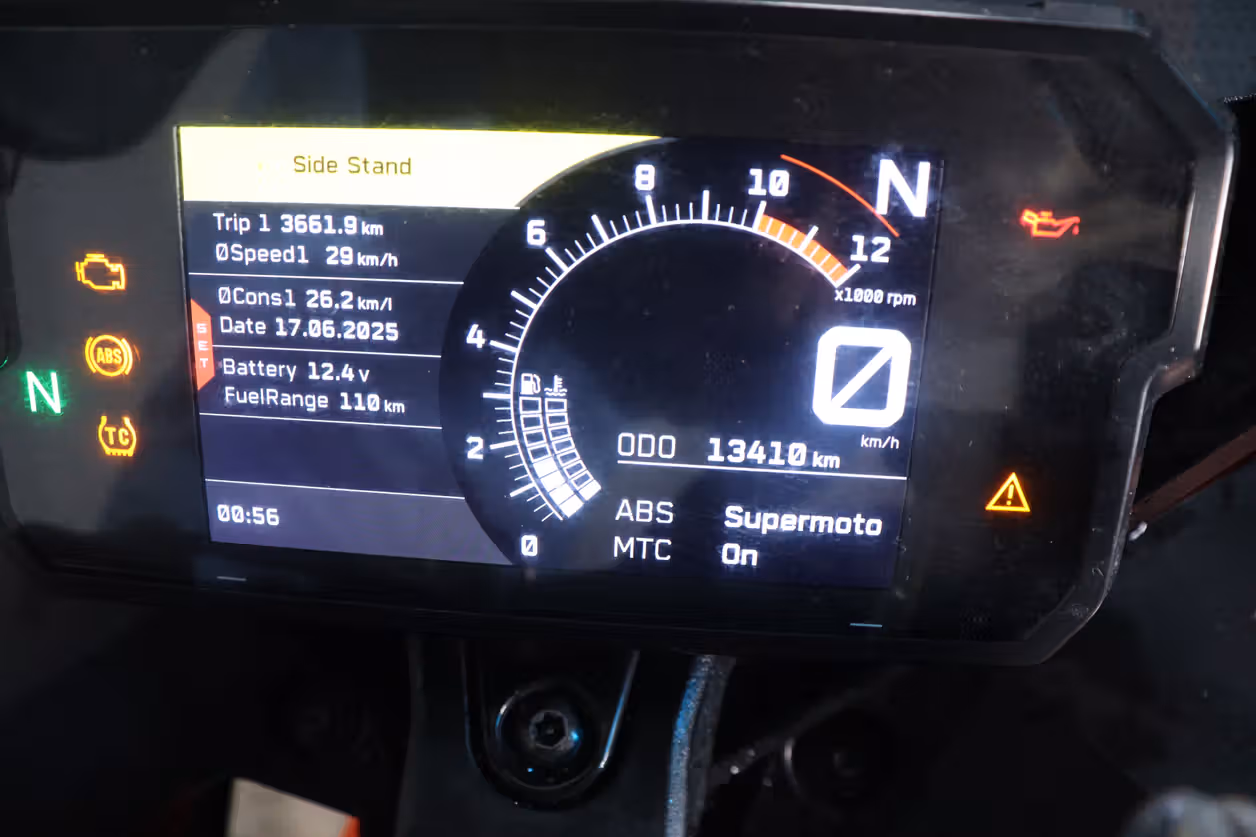 Side Stand
Trip 1 3661.9 km
ØSpeed1 29 km/h
ØCons1 26.2 km/l
Date 17.06.2025
Battery 12.4 v
FuelRange 110 km
00:56
SET
0
2
4
6
8
10
12
x1000 rpm
N
0
km/h
ODO 13410 km
ABS Supermoto
MTC On
ABS
N
TC